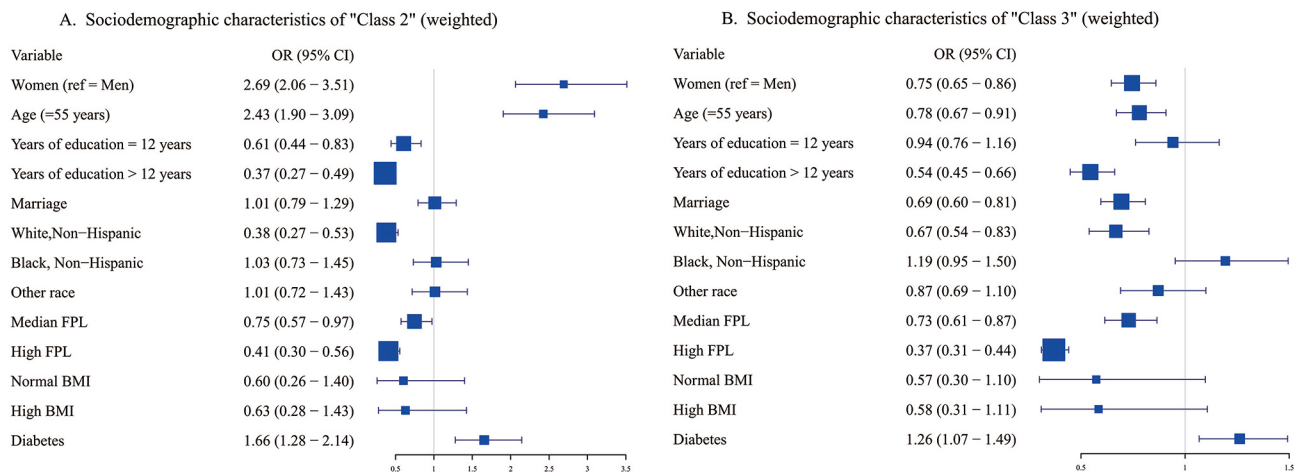 A. Sociodemographic characteristics of "Class 2" (weighted)
Variable OR (95% CI)
Women (ref = Men) 2.69 (2.06 − 3.51)
Age (=55 years) 2.43 (1.90 − 3.09)
Years of education = 12 years 0.61 (0.44 − 0.83)
Years of education > 12 years 0.37 (0.27 − 0.49)
Marriage 1.01 (0.79 − 1.29)
White,Non−Hispanic 0.38 (0.27 − 0.53)
Black, Non−Hispanic 1.03 (0.73 − 1.45)
Other race 1.01 (0.72 − 1.43)
Median FPL 0.75 (0.57 − 0.97)
High FPL 0.41 (0.30 − 0.56)
Normal BMI 0.60 (0.26 − 1.40)
High BMI 0.63 (0.28 − 1.43)
Diabetes 1.66 (1.28 − 2.14)
0.5 1 1.5 2 2.5 3 3.5
B. Sociodemographic characteristics of "Class 3" (weighted)
Variable OR (95% CI)
Women (ref = Men) 0.75 (0.65 − 0.86)
Age (=55 years) 0.78 (0.67 − 0.91)
Years of education = 12 years 0.94 (0.76 − 1.16)
Years of education > 12 years 0.54 (0.45 − 0.66)
Marriage 0.69 (0.60 − 0.81)
White,Non−Hispanic 0.67 (0.54 − 0.83)
Black, Non−Hispanic 1.19 (0.95 − 1.50)
Other race 0.87 (0.69 − 1.10)
Median FPL 0.73 (0.61 − 0.87)
High FPL 0.37 (0.31 − 0.44)
Normal BMI 0.57 (0.30 − 1.10)
High BMI 0.58 (0.31 − 1.11)
Diabetes 1.26 (1.07 − 1.49)
0.5 1 1.5